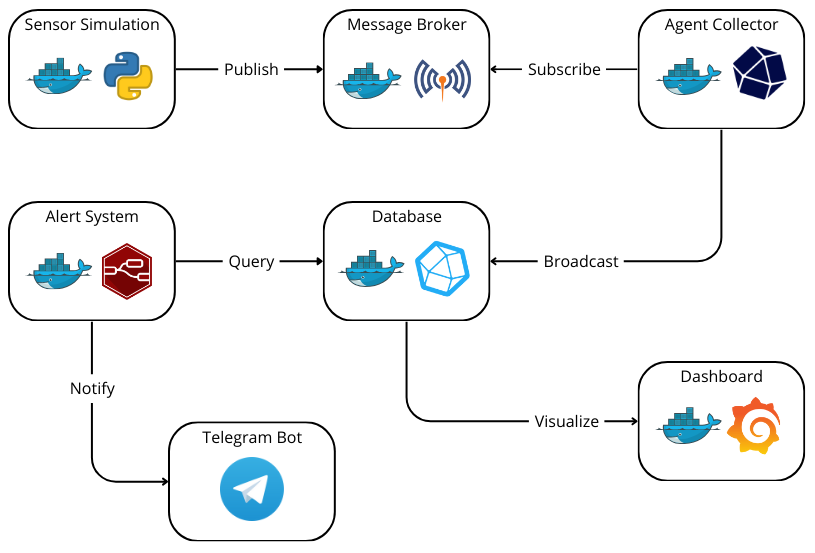 Sensor Simulation
Message Broker
Agent Collector
Publish
Subscribe
Alert System
Database
Query
Broadcast
Notify
Dashboard
Visualize
Telegram Bot